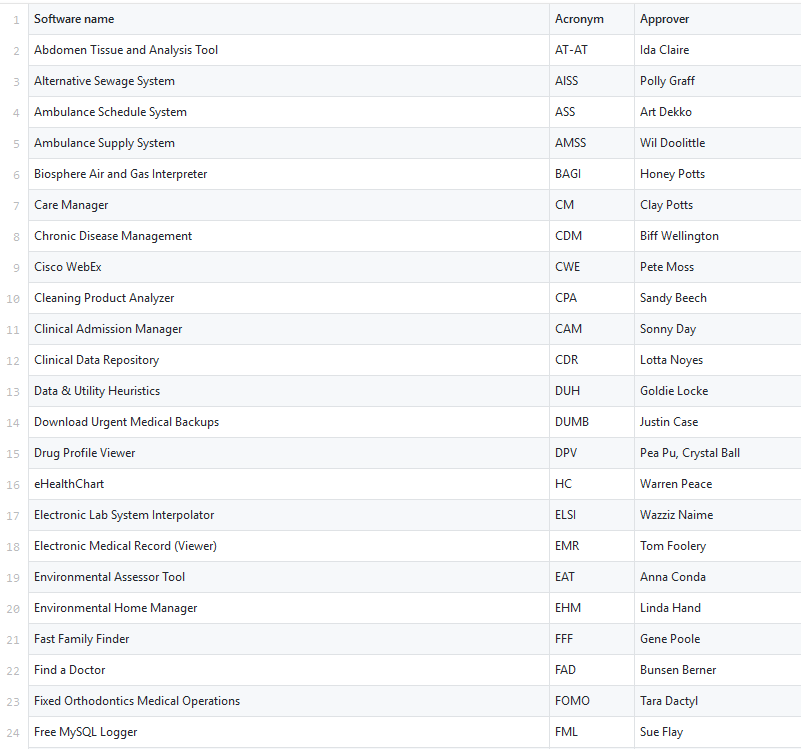 1 Software name Acronym Approver
2 Abdomen Tissue and Analysis Tool AT-AT Ida Claire
3 Alternative Sewage System AISS Polly Graff
4 Ambulance Schedule System ASS Art Dekko
5 Ambulance Supply System AMSS Wil Doolittle
6 Biosphere Air and Gas Interpreter BAGI Honey Potts
7 Care Manager CM Clay Potts
8 Chronic Disease Management CDM Biff Wellington
9 Cisco WebEx CWE Pete Moss
10 Cleaning Product Analyzer CPA Sandy Beech
11 Clinical Admission Manager CAM Sonny Day
12 Clinical Data Repository CDR Lotta Noyes
13 Data & Utility Heuristics DUH Goldie Locke
14 Download Urgent Medical Backups DUMB Justin Case
15 Drug Profile Viewer DPV Pea Pu, Crystal Ball
16 eHealthChart HC Warren Peace
17 Electronic Lab System Interpolator ELSI Wazziz Naime
18 Electronic Medical Record (Viewer) EMR Tom Foolery
19 Environmental Assessor Tool EAT Anna Conda
20 Environmental Home Manager EHM Linda Hand
21 Fast Family Finder FFF Gene Poole
22 Find a Doctor FAD Bunsen Berner
23 Fixed Orthodontics Medical Operations FOMO Tara Dactyl
24 Free MySQL Logger FML Sue Flay